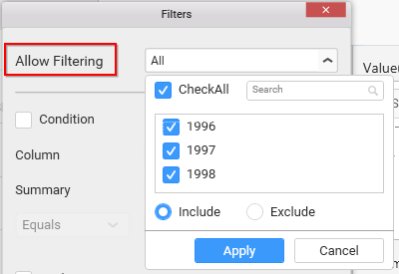 Filters
Allow Filtering
All
Value(
CheckAll
Search
Condition
1996
1997
Column
1998
Summary
Include
Exclude
Equals
Apply
Cancel